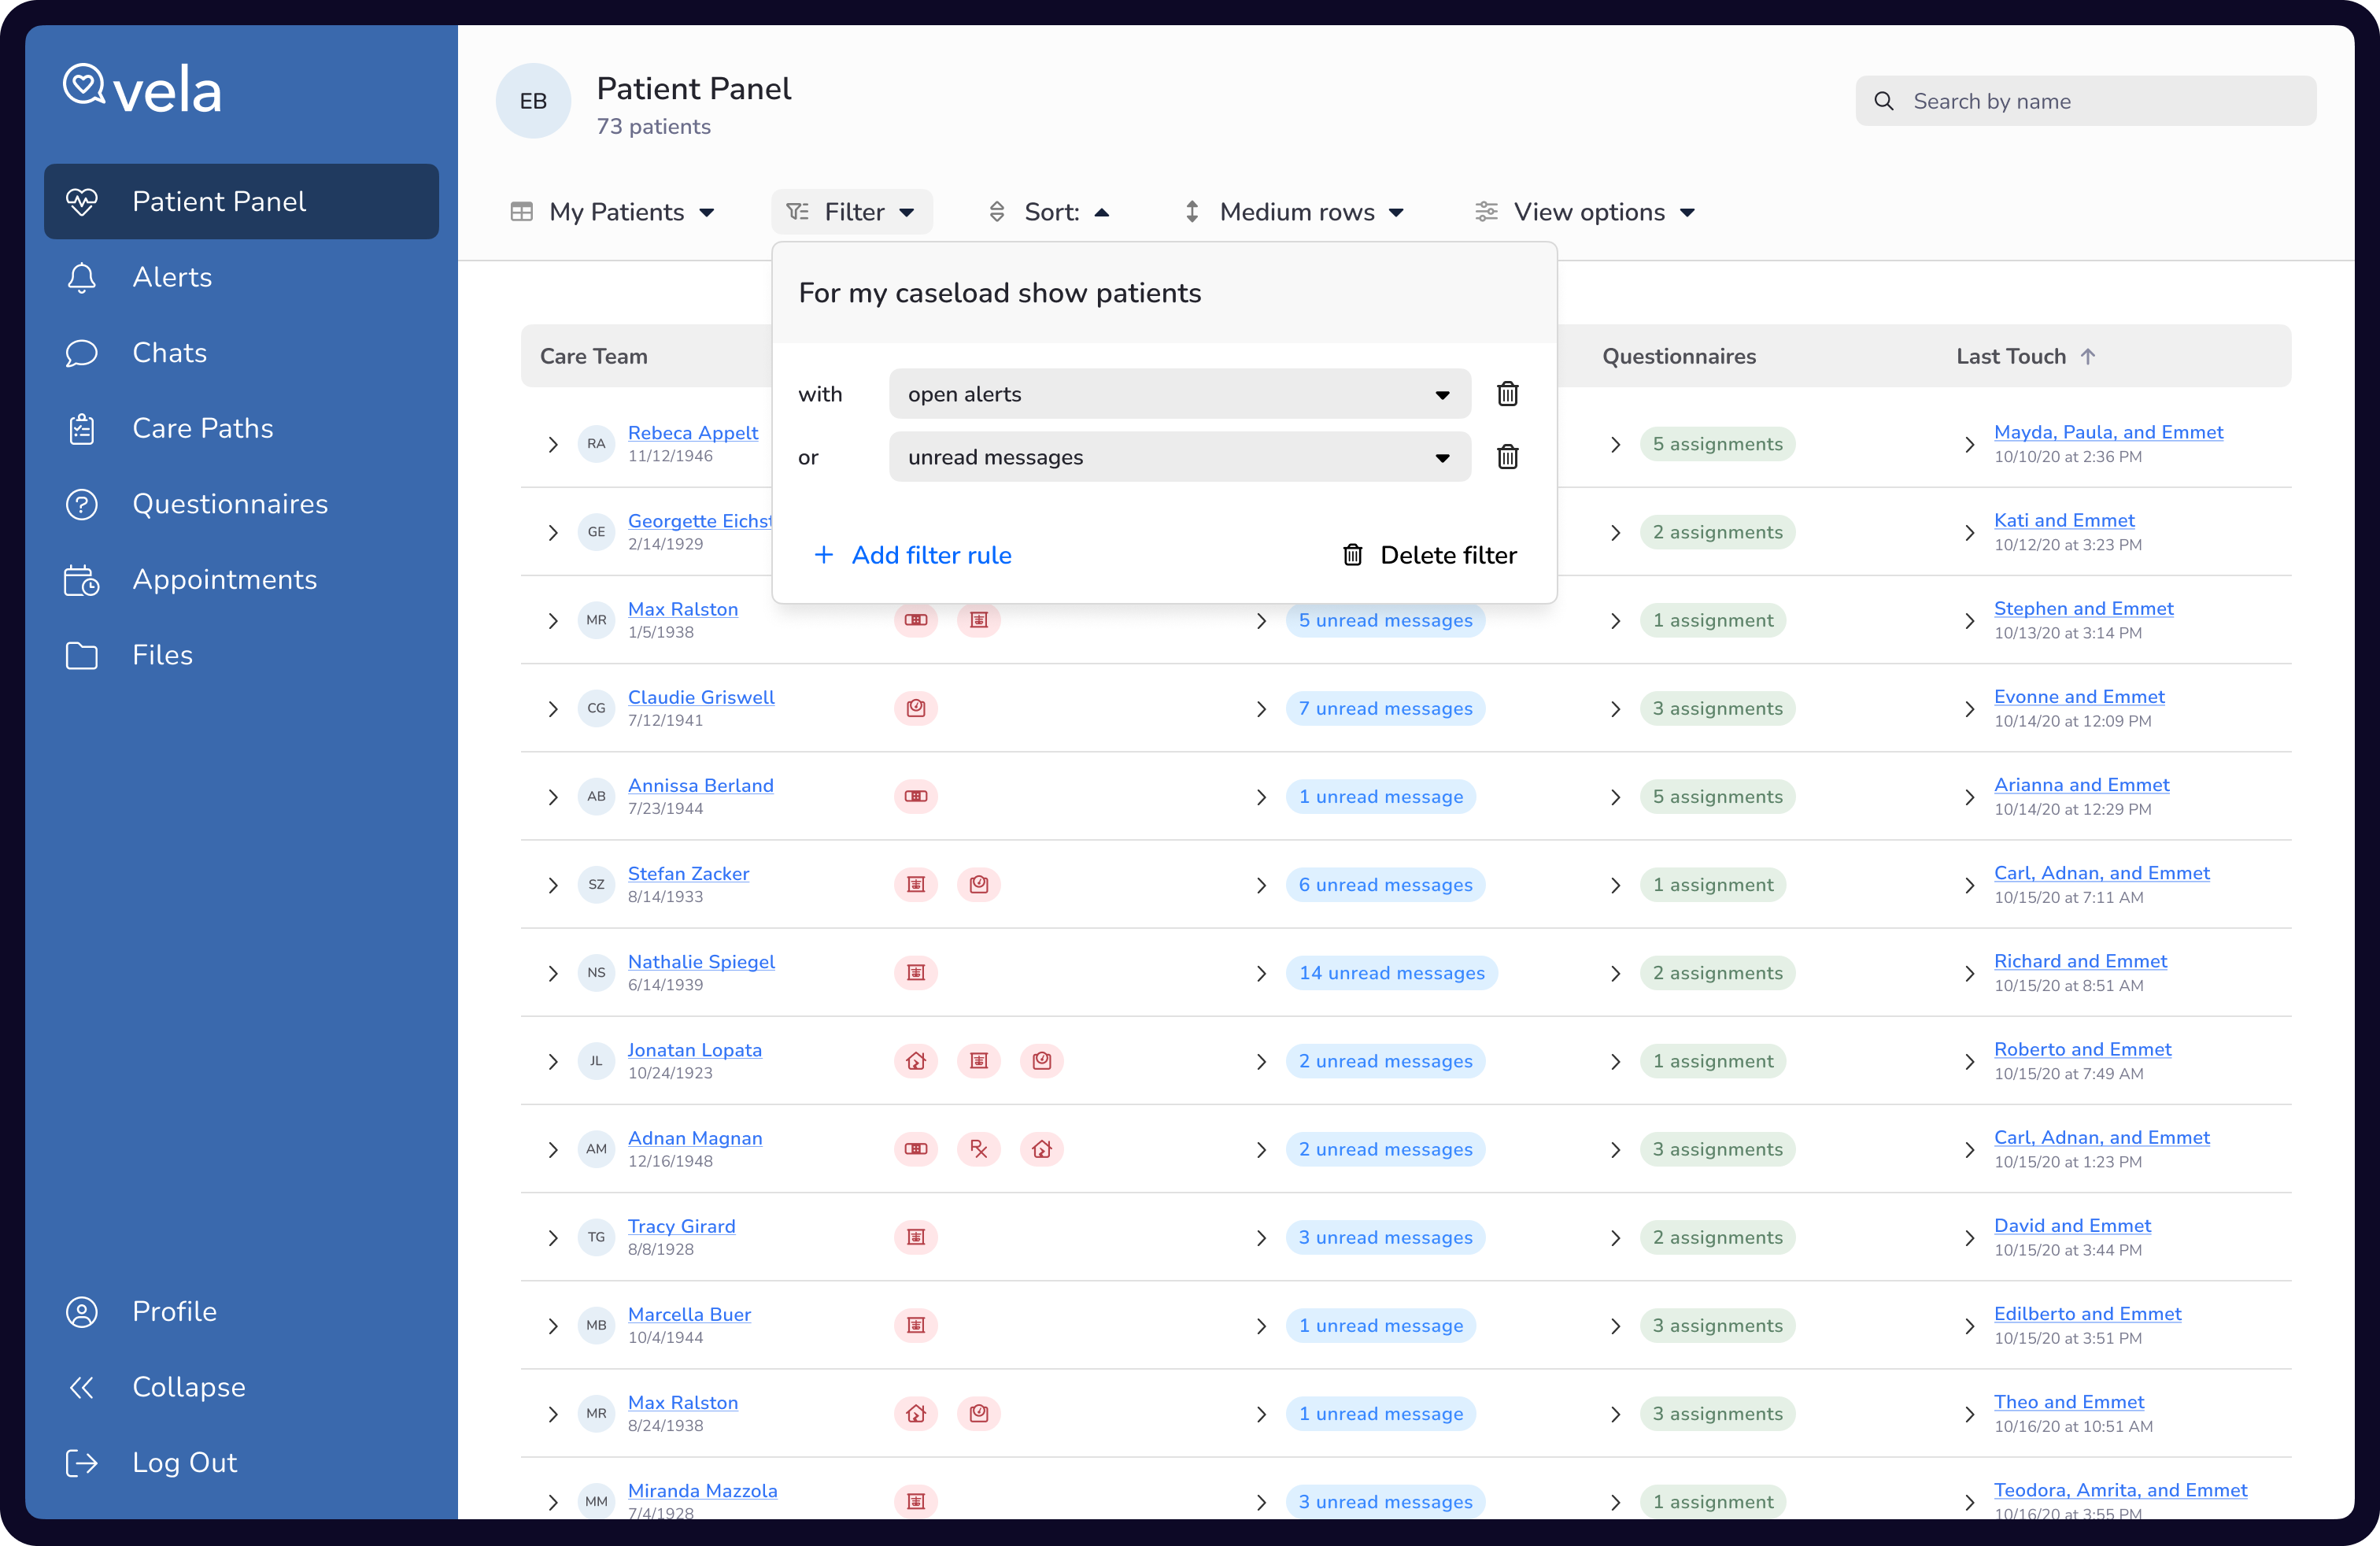 vela
Patient Panel
Alerts
Chats
Care Paths
Questionnaires
Appointments
Files
Profile
Collapse
Log Out
EB
Patient Panel
73 patients
Search by name
My Patients
Filter
Sort:
Medium rows
View options
For my caseload show patients
with open alerts
or unread messages
Add filter rule
Delete filter
Care Team Questionnaires Last Touch
RA Rebeca Appelt 5 assignments Mayda, Paula, and Emmet
11/12/1946 10/10/20 at 2:36 PM
GE Georgette 2 assignments Kati and Emmet
2/14/1929 10/12/20 at 3:23 PM
MR Max Ralston 5 unread messages 1 assignment Stephen and Emmet
1/5/1938 10/13/20 at 3:14 PM
CG Claudie Griswell 7 unread messages 3 assignments Evonne and Emmet
7/12/1941 10/14/20 at 12:09 PM
AB Annissa Berland 1 unread message 5 assignments Arianna and Emmet
7/23/1944 10/14/20 at 12:29 PM
SZ Stefan Zacker 6 unread messages 1 assignment Carl, Adnan, and Emmet
8/14/1933 10/15/20 at 7:11 AM
NS Nathalie Spiegel 14 unread messages 2 assignments Richard and Emmet
6/14/1939 10/15/20 at 8:51 AM
JL Jonatan Lopata 2 unread messages 1 assignment Roberto and Emmet
10/24/1923 10/15/20 at 7:49 AM
AM Adnan Magnan Rx 2 unread messages 3 assignments Carl, Adnan, and Emmet
12/16/1948 10/15/20 at 1:23 PM
TG Tracy Girard 3 unread messages 2 assignments David and Emmet
8/8/1928 10/15/20 at 3:44 PM
MB Marcella Buer 1 unread message 3 assignments Edilberto and Emmet
10/4/1944 10/15/20 at 3:51 PM
MR Max Ralston 1 unread message 3 assignments Theo and Emmet
8/24/1938 10/16/20 at 10:51 AM
MM Miranda Mazzola 3 unread messages 1 assignment Teodora, Amrita, and Emmet
7/4/1928 10/16/20 at 3:55 PM